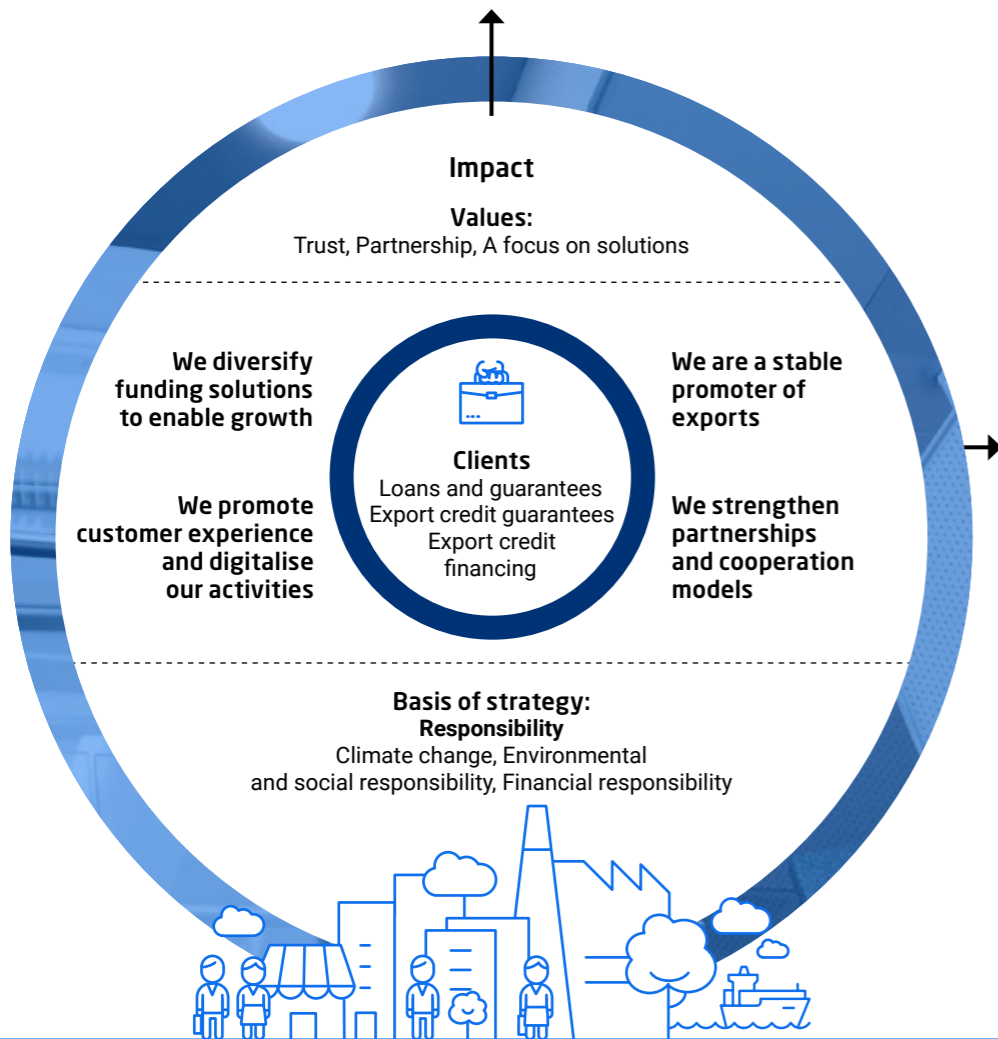 Impact
Values:
Trust, Partnership, A focus on solutions
We diversify
funding solutions
to enable growth
We promote
customer experience
and digitalise
our activities
Clients
Loans and guarantees
Export credit guarantees
Export credit
financing
We are a stable
promoter of
exports
We strengthen
partnerships
and cooperation
models
Basis of strategy:
Responsibility
Climate change, Environmental
and social responsibility, Financial responsibility